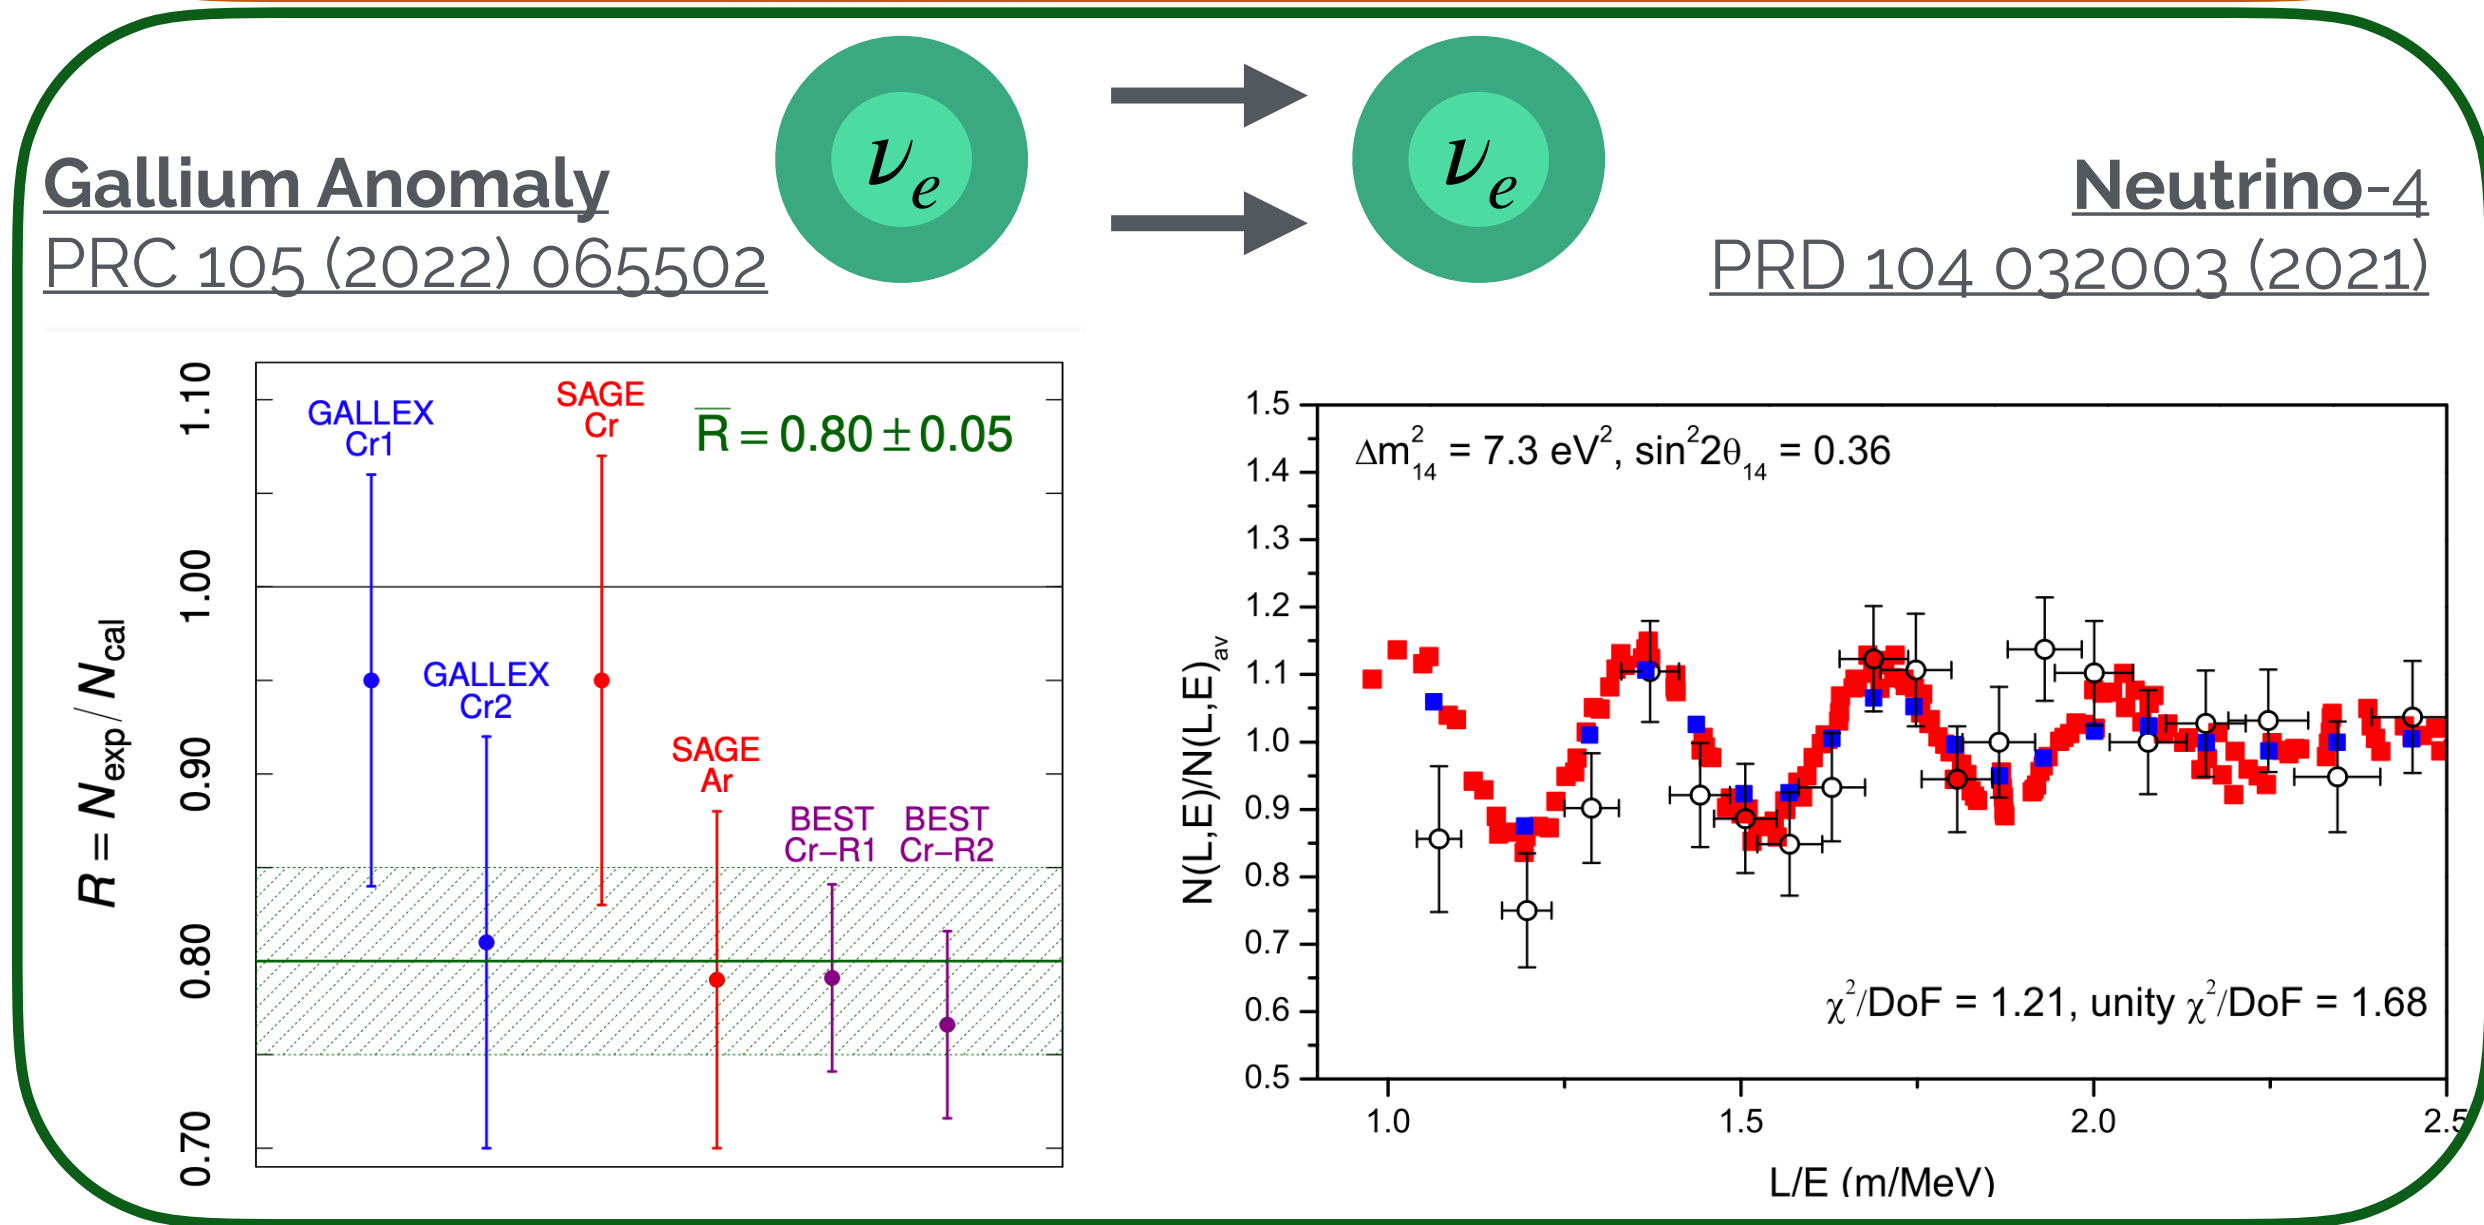 Gallium Anomaly
PRC 105 (2022) 065502
νe
νe
Neutrino-4
PRD 104 032003 (2021)
R = Nexp / Ncal
1.10
1.00
0.90
0.80
0.70
GALLEX
Cr1
GALLEX
Cr2
SAGE
Cr
SAGE
Ar
BEST
Cr–R1
BEST
Cr–R2
R̅ = 0.80 ± 0.05
N(L,E)/N(L,E)av
1.5
1.4
1.3
1.2
1.1
1.0
0.9
0.8
0.7
0.6
0.5
Δm²₁₄ = 7.3 eV², sin²2θ₁₄ = 0.36
χ²/DoF = 1.21, unity χ²/DoF = 1.68
1.0
1.5
2.0
2.5
L/E (m/MeV)